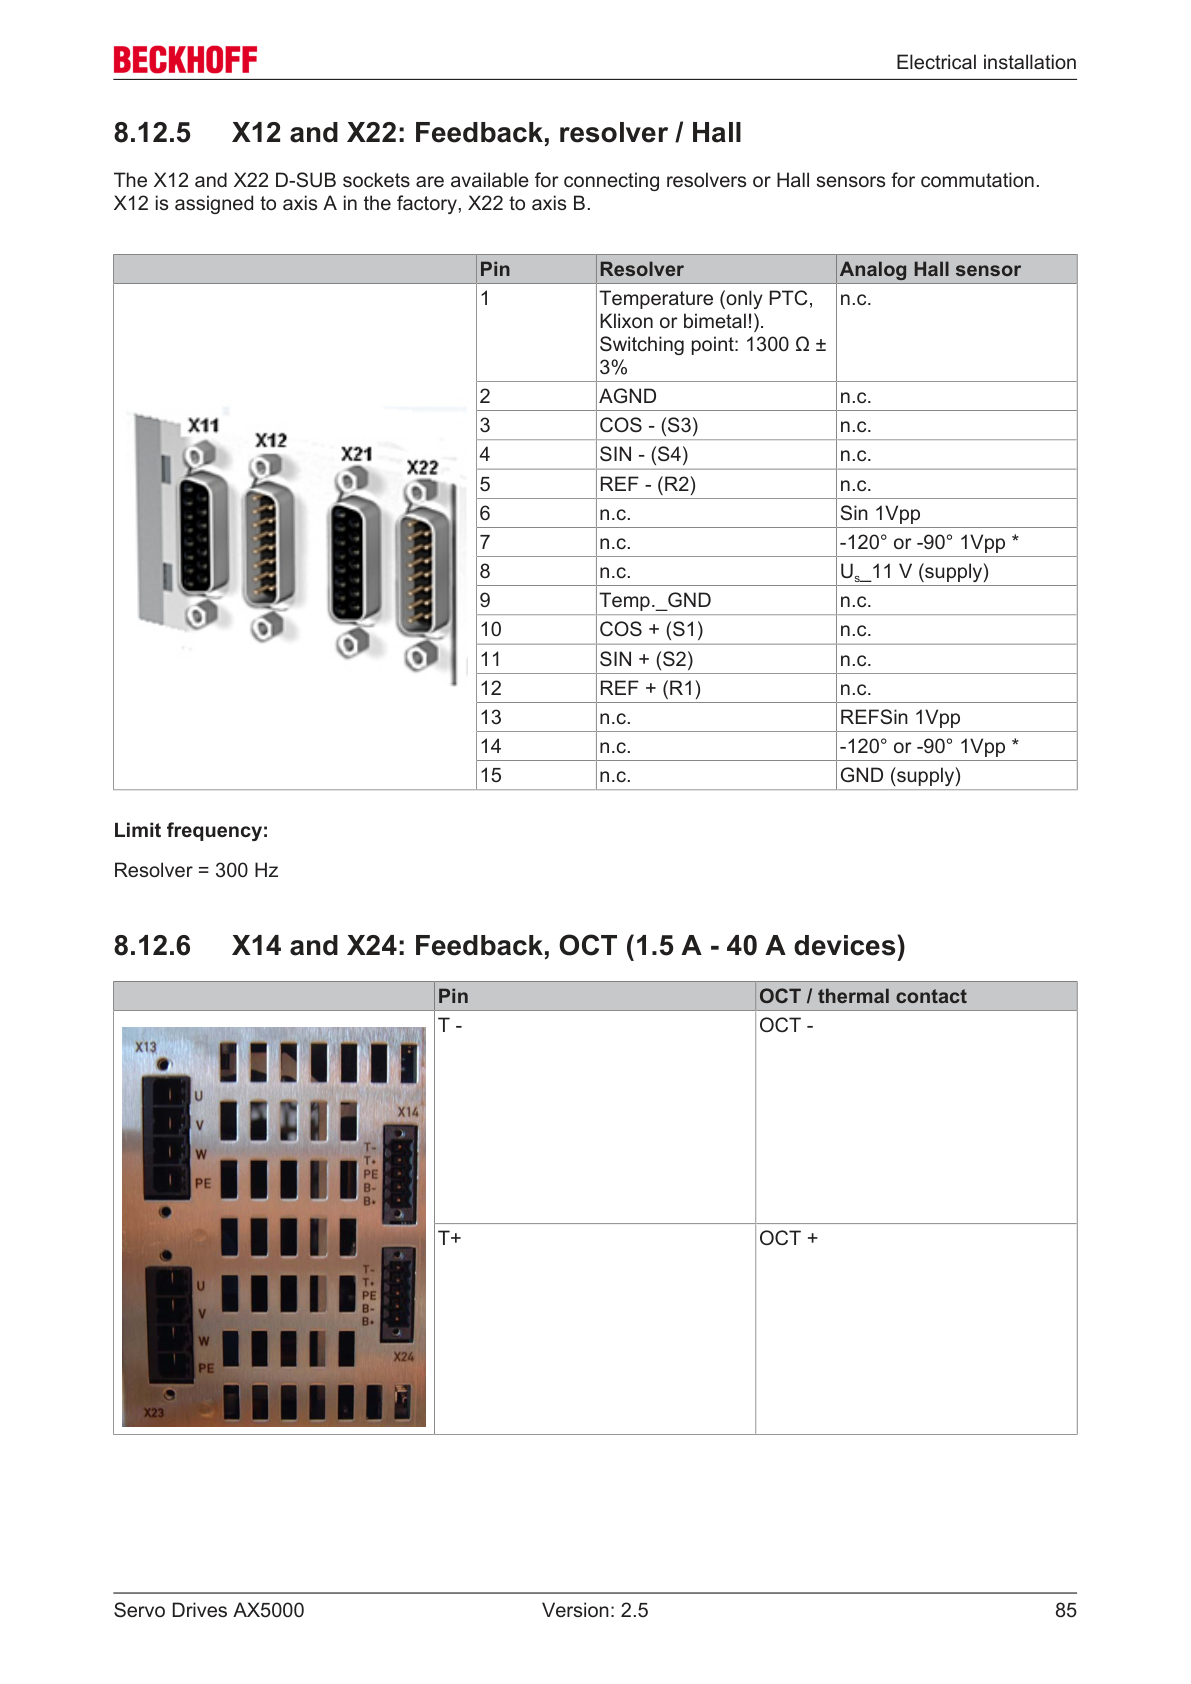 BECKHOFF
Electrical installation
8.12.5 X12 and X22: Feedback, resolver / Hall
The X12 and X22 D-SUB sockets are available for connecting resolvers or Hall sensors for commutation.
X12 is assigned to axis A in the factory, X22 to axis B.
Pin Resolver Analog Hall sensor
1 Temperature (only PTC, n.c.
Klixon or bimetal!).
Switching point: 1300 Ω ±
3%
2 AGND n.c.
3 COS - (S3) n.c.
4 SIN - (S4) n.c.
5 REF - (R2) n.c.
6 n.c. Sin 1Vpp
7 n.c. -120° or -90° 1Vpp *
8 n.c. Us_11 V (supply)
9 Temp._GND n.c.
10 COS + (S1) n.c.
11 SIN + (S2) n.c.
12 REF + (R1) n.c.
13 n.c. REFSin 1Vpp
14 n.c. -120° or -90° 1Vpp *
15 n.c. GND (supply)
X11
X12
X21
X22
Limit frequency:
Resolver = 300 Hz
8.12.6 X14 and X24: Feedback, OCT (1.5 A - 40 A devices)
Pin OCT / thermal contact
T - OCT -
T+ OCT +
X13
U
V
W
PE
X14
T-
T+
PE
B-
B+
U
V
W
PE
X23
T-
T+
PE
B-
B+
X24
Servo Drives AX5000 Version: 2.5 85